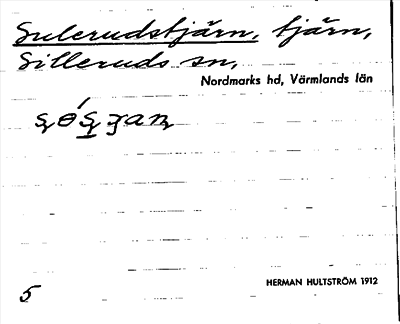 Sulerudstjärn, tjärn,
Silleruds sn,
Nordmarks hd, Värmlands län
5
HERMAN HULTSTRÖM 1912